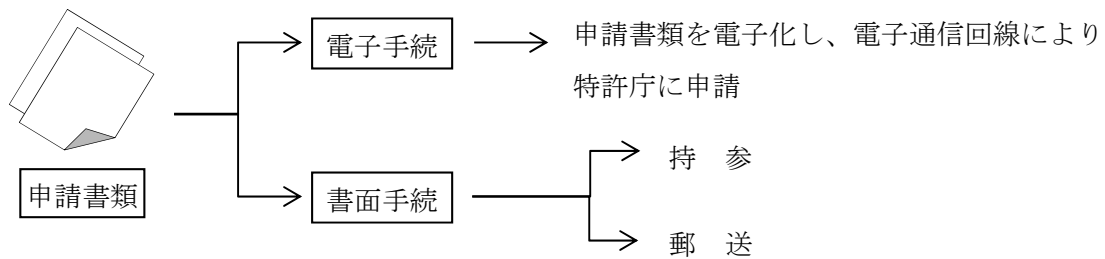 申請書類
電子手続
申請書類を電子化し、電子通信回線により
特許庁に申請
書面手続
持　参
郵　送